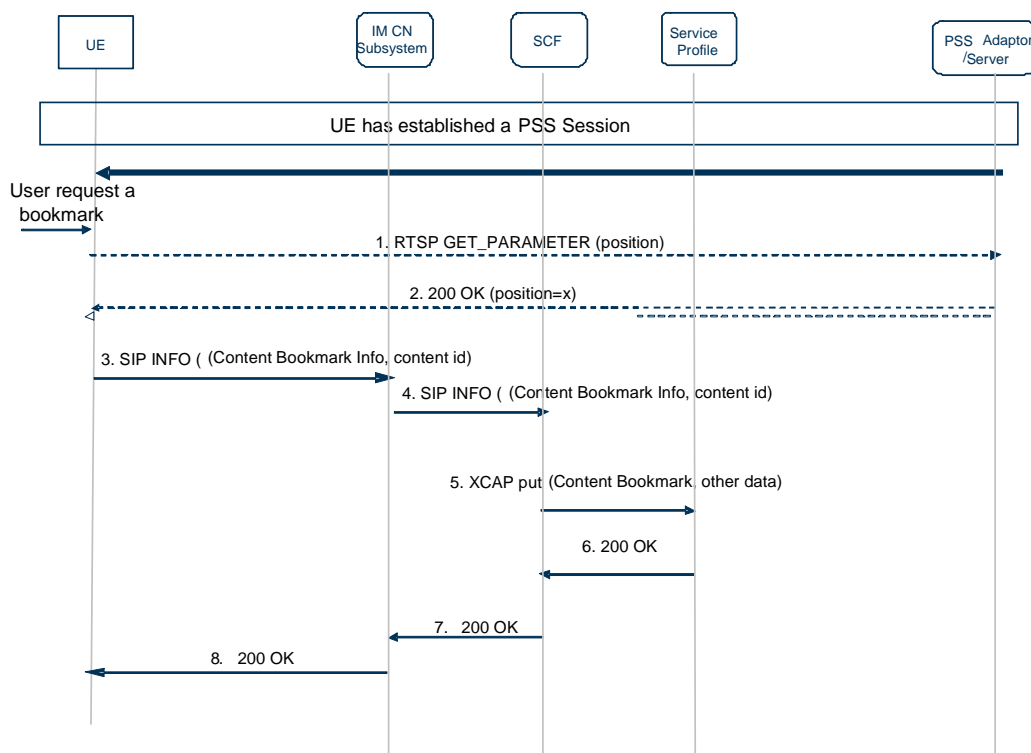 UE
IM CN
Subsystem
SCF
Service
Profile
PSS Adaptor
/Server
UE has established a PSS Session
User request a
bookmark
1. RTSP GET_PARAMETER (position)
2. 200 OK (position=x)
3. SIP INFO ( (Content Bookmark Info, content id)
4. SIP INFO ( (Content Bookmark Info, content id)
5. XCAP put (Content Bookmark, other data)
6. 200 OK
7. 200 OK
8. 200 OK